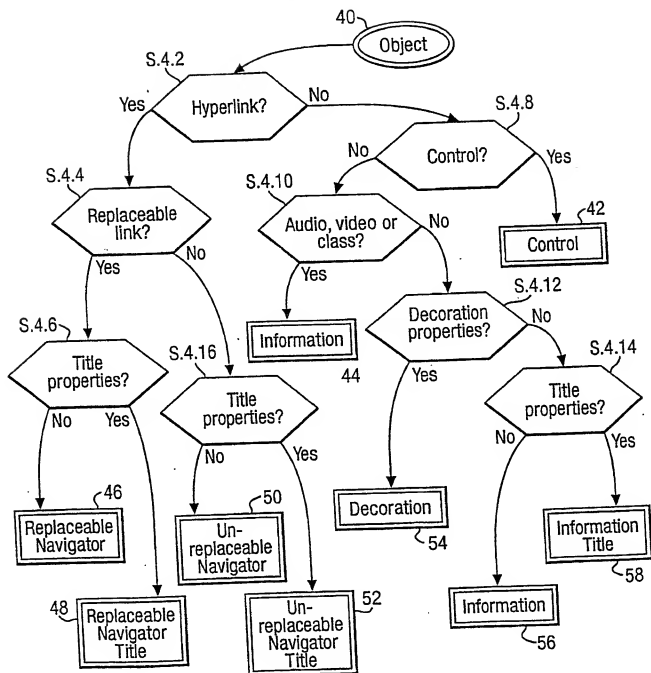 40
Object
S.4.2
Hyperlink?
Yes
No
S.4.8
Control?
No
Yes
S.4.4
Replaceable
link?
Yes
No
S.4.10
Audio, video or
class?
No
Yes
42
Control
S.4.12
Decoration
properties?
No
Yes
Information
44
S.4.6
Title
properties?
No
Yes
S.4.16
Title
properties?
No
Yes
S.4.14
Title
properties?
No
Yes
46
Replaceable
Navigator
50
Un-
replaceable
Navigator
Decoration
54
Information
Title
58
48
Replaceable
Navigator
Title
52
Un-
replaceable
Navigator
Title
Information
56